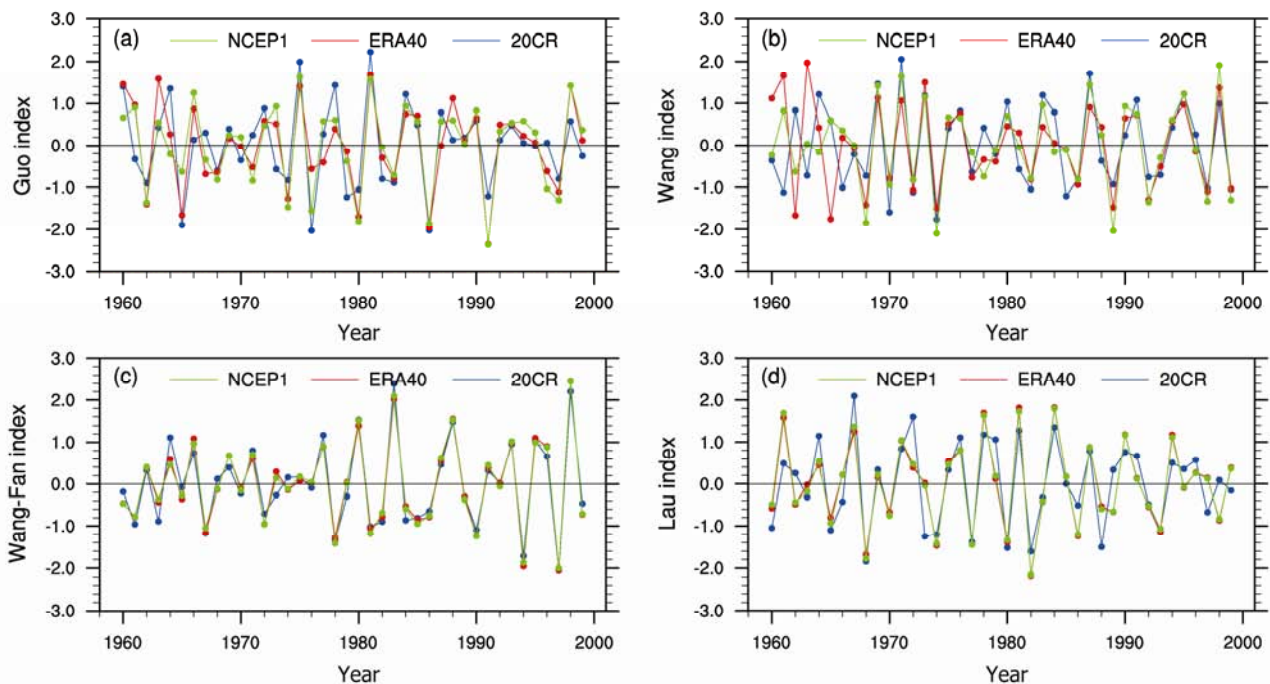 (a) NCEP1 ERA40 20CR
Guo index
3.0
2.0
1.0
0.0
-1.0
-2.0
-3.0
1960 1970 1980 1990 2000
Year
(b) NCEP1 ERA40 20CR
Wang index
3.0
2.0
1.0
0.0
-1.0
-2.0
-3.0
1960 1970 1980 1990 2000
Year
(c) NCEP1 ERA40 20CR
Wang-Fan index
3.0
2.0
1.0
0.0
-1.0
-2.0
-3.0
1960 1970 1980 1990 2000
Year
(d) NCEP1 ERA40 20CR
Lau index
3.0
2.0
1.0
0.0
-1.0
-2.0
-3.0
1960 1970 1980 1990 2000
Year